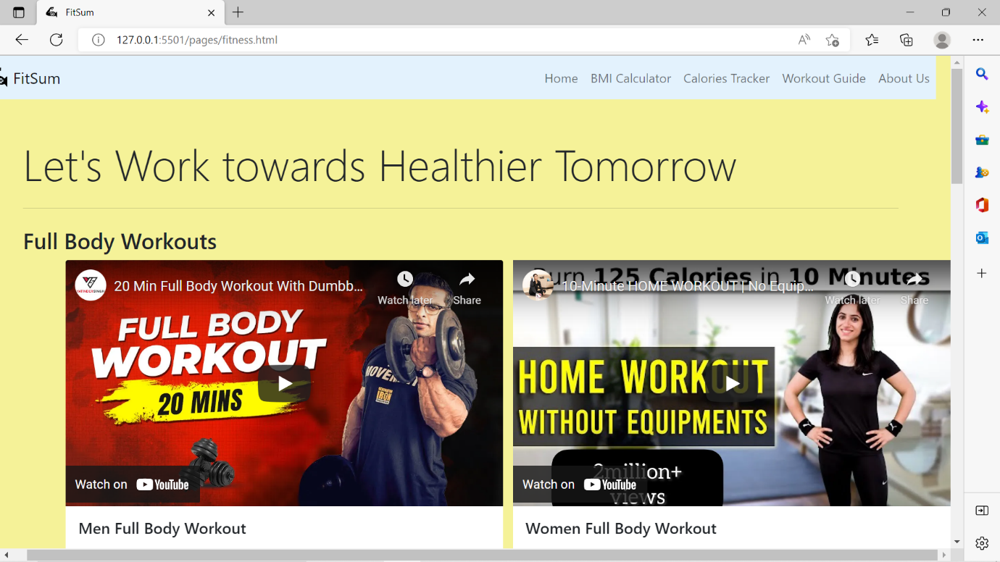 FitSum
127.0.0.1:5501/pages/fitness.html
FitSum
Home BMI Calculator Calories Tracker Workout Guide About Us
Let's Work towards Healthier Tomorrow
Full Body Workouts
20 Min Full Body Workout With Dumbb...
Watch later Share
FULL BODY
WORKOUT
20 MINS
Watch on YouTube
Men Full Body Workout
Burn 125 Calories in 10 Minutes
10-Minute HOME WORKOUT | No Equip...
Watch later Share
HOME WORKOUT
WITHOUT EQUIPMENTS
2million+
views
Watch on YouTube
Women Full Body Workout